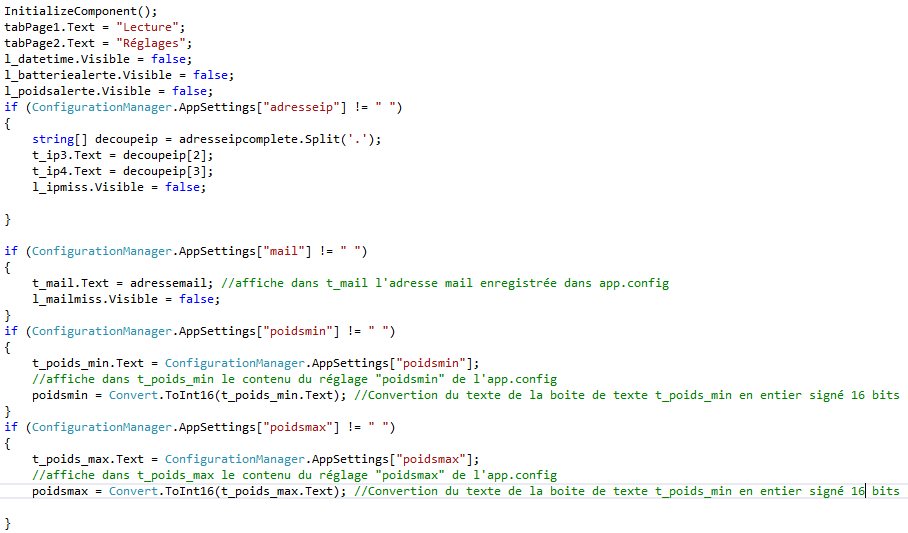 InitializeComponent();
tabPage1.Text = "Lecture";
tabPage2.Text = "Réglages";
l_datetime.Visible = false;
l_batteriealerte.Visible = false;
l_poidsalerte.Visible = false;
if (ConfigurationManager.AppSettings["adresseip"] != " ")
{
    string[] decoupeip = adresseipcomplete.Split('.');
    t_ip3.Text = decoupeip[2];
    t_ip4.Text = decoupeip[3];
    l_ipmiss.Visible = false;

}

if (ConfigurationManager.AppSettings["mail"] != " ")
{
    t_mail.Text = adressemail; //affiche dans t_mail l'adresse mail enregistrée dans app.config
    l_mailmiss.Visible = false;
}
if (ConfigurationManager.AppSettings["poidsmin"] != " ")
{
    t_poids_min.Text = ConfigurationManager.AppSettings["poidsmin"];
    //affiche dans t_poids_min le contenu du réglage "poidsmin" de l'app.config
    poidsmin = Convert.ToInt16(t_poids_min.Text); //Convertion du texte de la boite de texte t_poids_min en entier signé 16 bits
}
if (ConfigurationManager.AppSettings["poidsmax"] != " ")
{
    t_poids_max.Text = ConfigurationManager.AppSettings["poidsmax"];
    //affiche dans t_poids_max le contenu du réglage "poidsmax" de l'app.config
    poidsmax = Convert.ToInt16(t_poids_max.Text); //Convertion du texte de la boite de texte t_poids_min en entier signé 16 bits

}